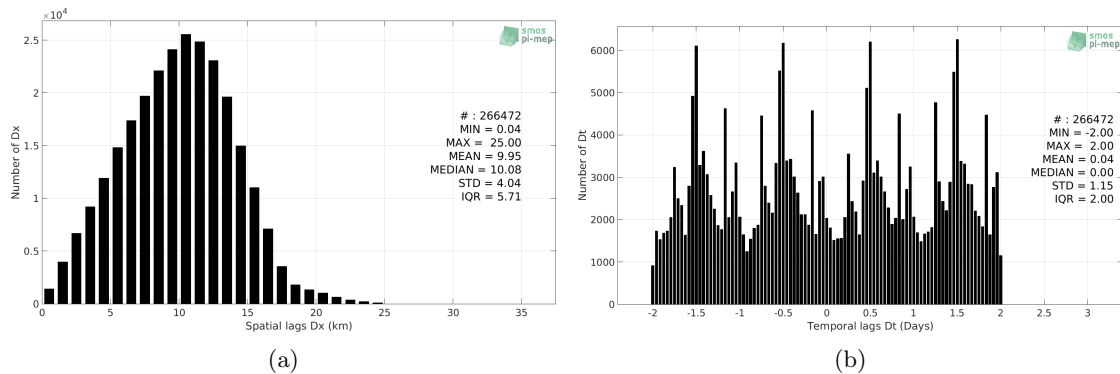 ×10⁴
2.5
2
1.5
1
0.5
0
0
5
10
15
20
25
30
35
Number of Dx
Spatial lags Dx (km)
smos
pi-mep
# : 266472
MIN = 0.04
MAX = 25.00
MEAN = 9.95
MEDIAN = 10.08
STD = 4.04
IQR = 5.71
(a)
6000
5000
4000
3000
2000
1000
0
-2
-1.5
-1
-0.5
0
0.5
1
1.5
2
2.5
3
Number of Dt
Temporal lags Dt (Days)
smos
pi-mep
# : 266472
MIN = -2.00
MAX = 2.00
MEAN = 0.04
MEDIAN = 0.00
STD = 1.15
IQR = 2.00
(b)